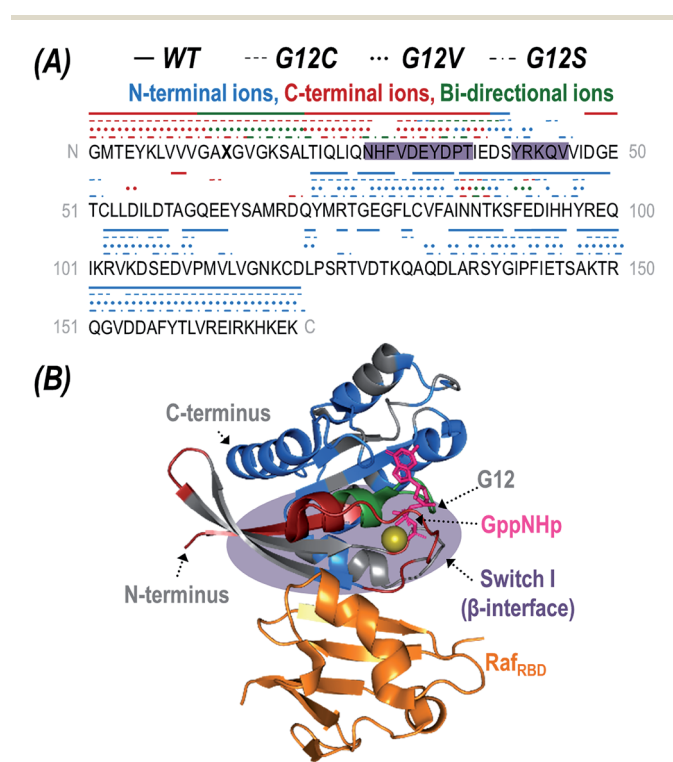 (A) WT G12C G12V G12S
N-terminal ions, C-terminal ions, Bi-directional ions
N GMTEYKLVVVGAXGVGKSALTIQLIQNHFVDEYDPTIEDSYRKQVVIDGE 50
51 TCLLDILDTAGQEEYSAMRDQYMRTGEGFLCVFAINNTKSFEDIHHYREQ 100
101 IKRVKDSEDVPMVLVGNKCDLPSRTVDTKQAQDLARSYGIPFIETSAKTR 150
151 QGVDDAFYTLVREIRKHKEK C
(B)
C-terminus
G12
GppNHp
N-terminus
Switch I
(β-interface)
RafRBD